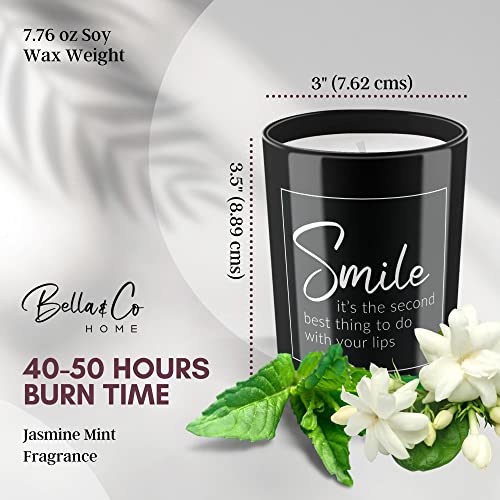 7.76 oz Soy
Wax Weight
3" (7.62 cms)
3.5" (8.89 cms)
Smile
it's the second
best thing to do
with your lips
Bella & Co
HOME
40-50 HOURS
BURN TIME
Jasmine Mint
Fragrance